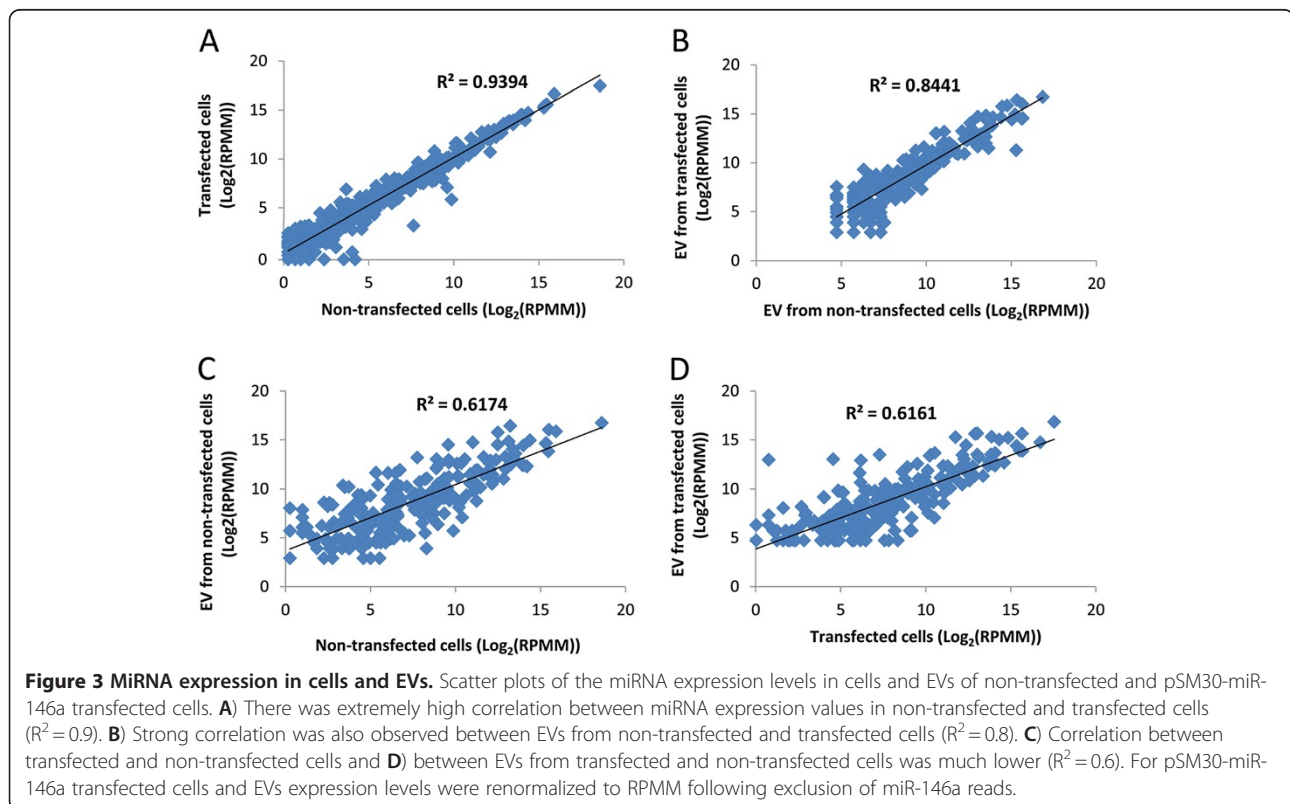 A
Transfected cells
(Log2(RPMM))
20
15
10
5
0
R² = 0.9394
0 5 10 15 20
Non-transfected cells (Log₂(RPMM))
B
EV from transfected cells
(Log2(RPMM))
20
15
10
5
0
R² = 0.8441
0 5 10 15 20
EV from non-transfected cells (Log₂(RPMM))
C
EV from non-transfected cells
(Log2(RPMM))
20
15
10
5
0
R² = 0.6174
0 5 10 15 20
Non-transfected cells (Log₂(RPMM))
D
EV from transfected cells
(Log2(RPMM))
20
15
10
5
0
R² = 0.6161
0 5 10 15 20
Transfected cells (Log₂(RPMM))
Figure 3 MiRNA expression in cells and EVs. Scatter plots of the miRNA expression levels in cells and EVs of non-transfected and pSM30-miR-
146a transfected cells. A) There was extremely high correlation between miRNA expression values in non-transfected and transfected cells
(R² = 0.9). B) Strong correlation was also observed between EVs from non-transfected and transfected cells (R² = 0.8). C) Correlation between
transfected and non-transfected cells and D) between EVs from transfected and non-transfected cells was much lower (R² = 0.6). For pSM30-miR-
146a transfected cells and EVs expression levels were renormalized to RPMM following exclusion of miR-146a reads.